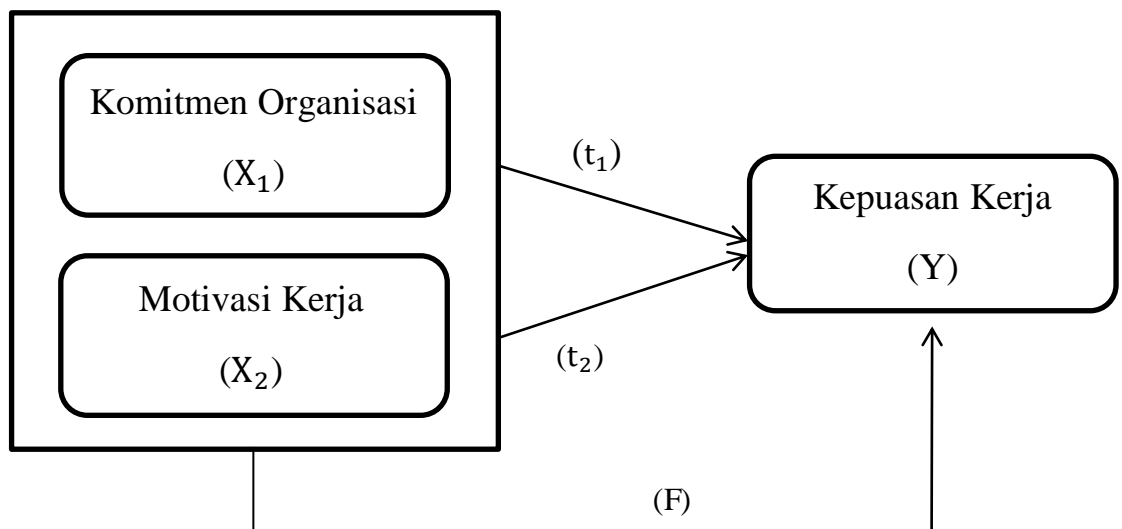 Komitmen Organisasi
(X₁)
Motivasi Kerja
(X₂)
(t₁)
(t₂)
Kepuasan Kerja
(Y)
(F)